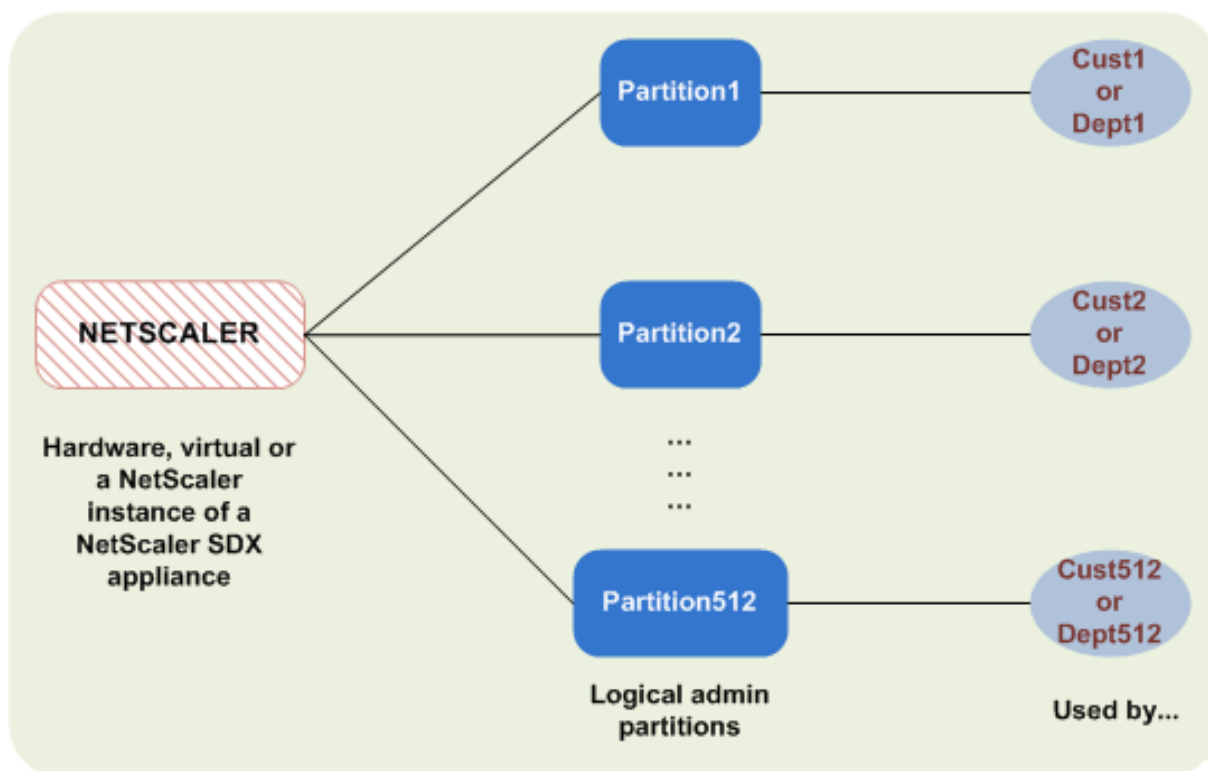 Partition1
Cust1
or
Dept1
NETSCALER
Partition2
Cust2
or
Dept2
Hardware, virtual or
a NetScaler
instance of a
NetScaler SDX
appliance
...
...
...
Partition512
Cust512
or
Dept512
Logical admin
partitions
Used by...